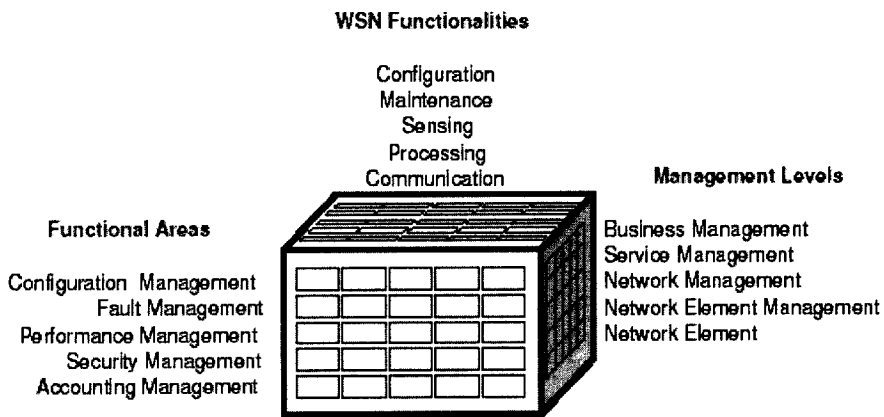 WSN Functionalities
Configuration
Maintenance
Sensing
Processing
Communication
Functional Areas
Configuration Management
Fault Management
Performance Management
Security Management
Accounting Management
Management Levels
Business Management
Service Management
Network Management
Network Element Management
Network Element